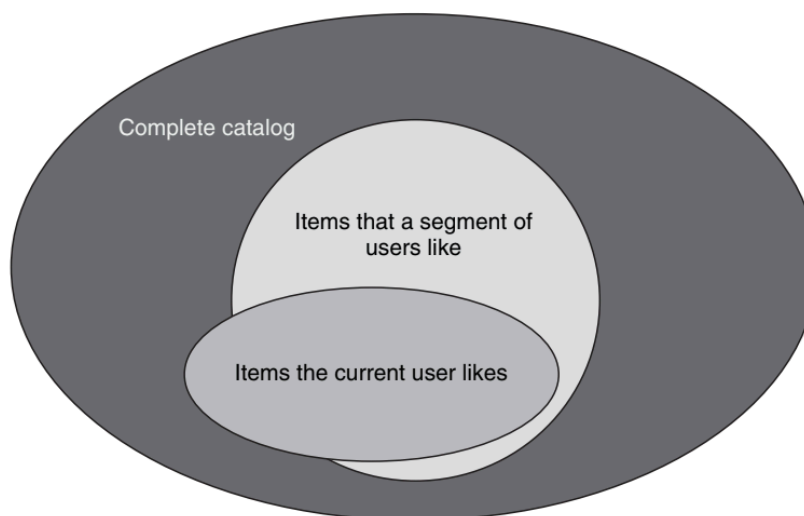 Complete catalog
Items that a segment of
users like
Items the current user likes